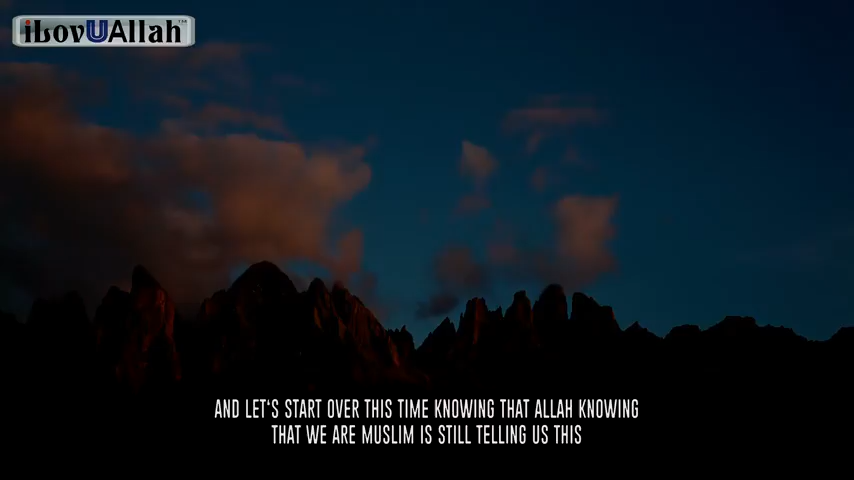 iLovUAllah™
AND LET'S START OVER THIS TIME KNOWING THAT ALLAH KNOWING
THAT WE ARE MUSLIM IS STILL TELLING US THIS